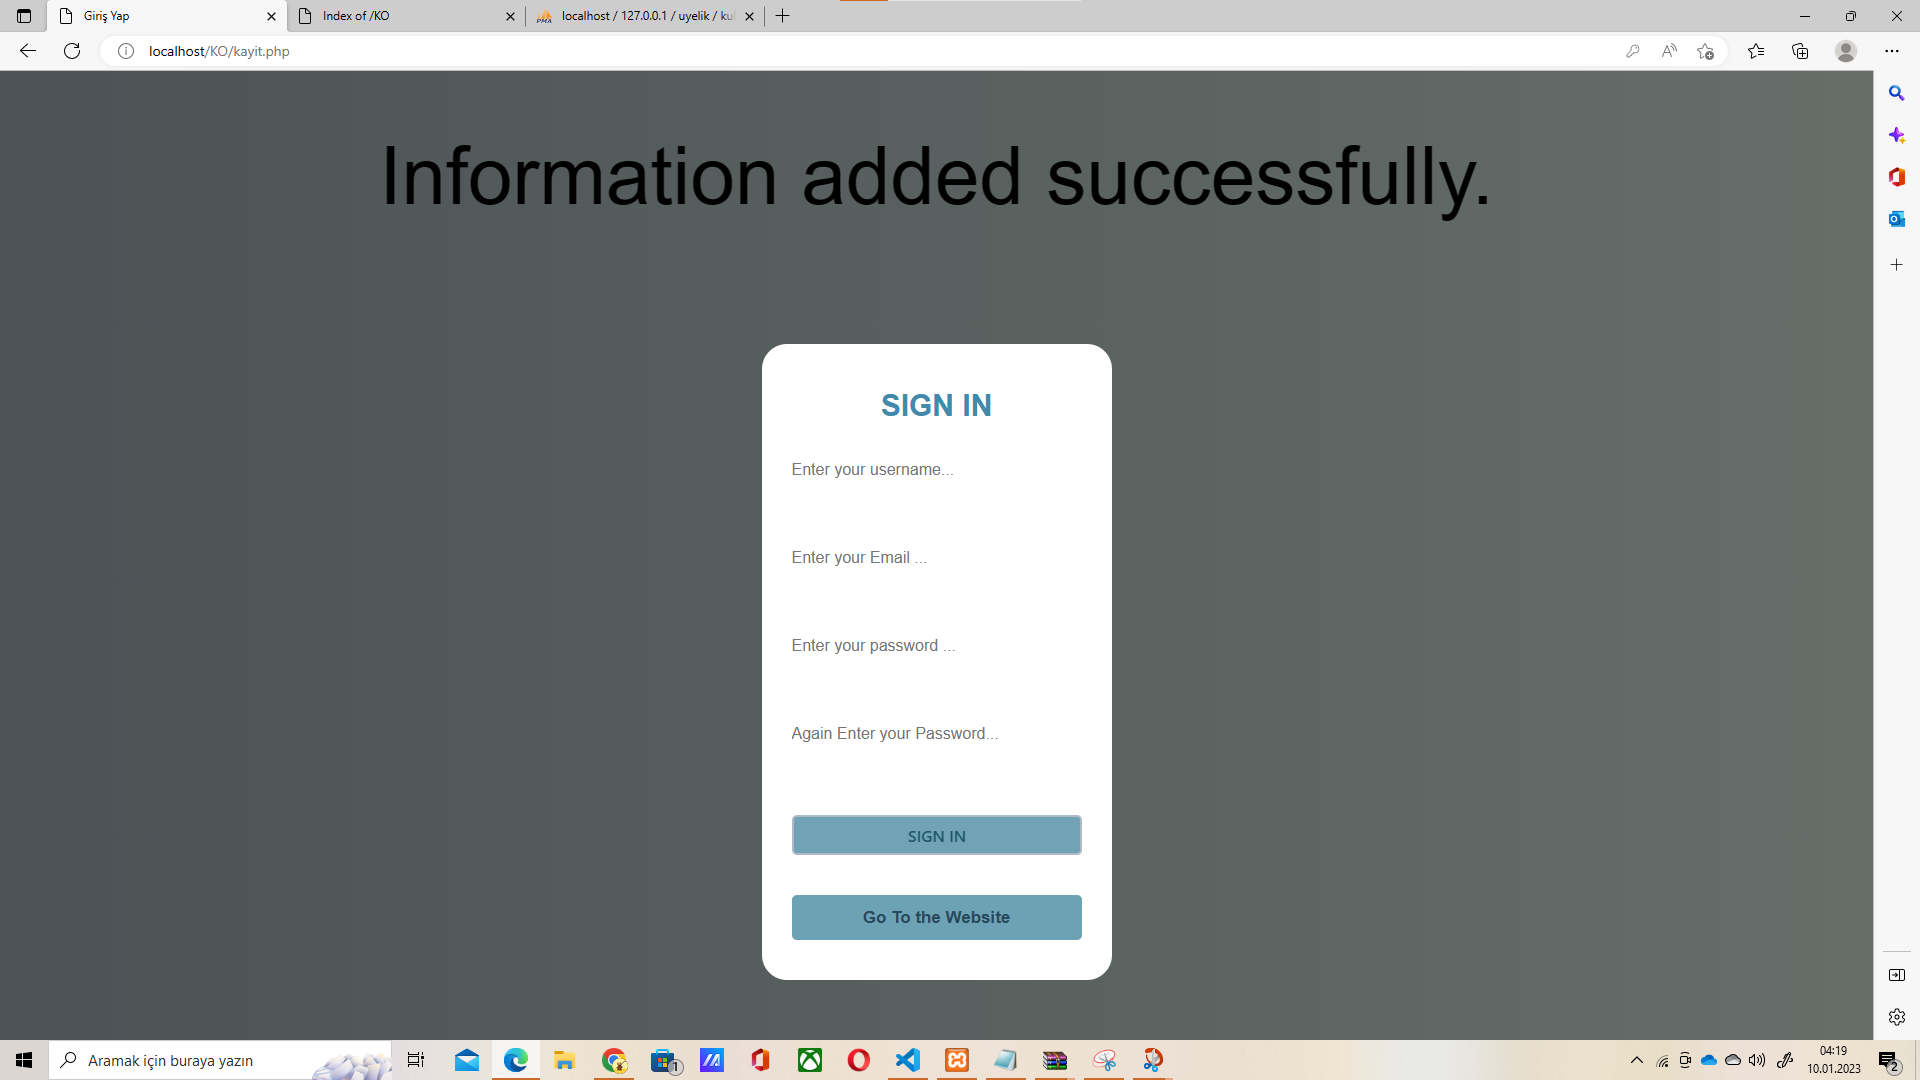 Giriş Yap
Index of /KO
localhost / 127.0.0.1 / uyelik / kul
localhost/KO/kayit.php
Information added successfully.
SIGN IN
Enter your username...
Enter your Email ...
Enter your password ...
Again Enter your Password...
SIGN IN
Go To the Website
Aramak için buraya yazın
1
04:19
10.01.2023
2